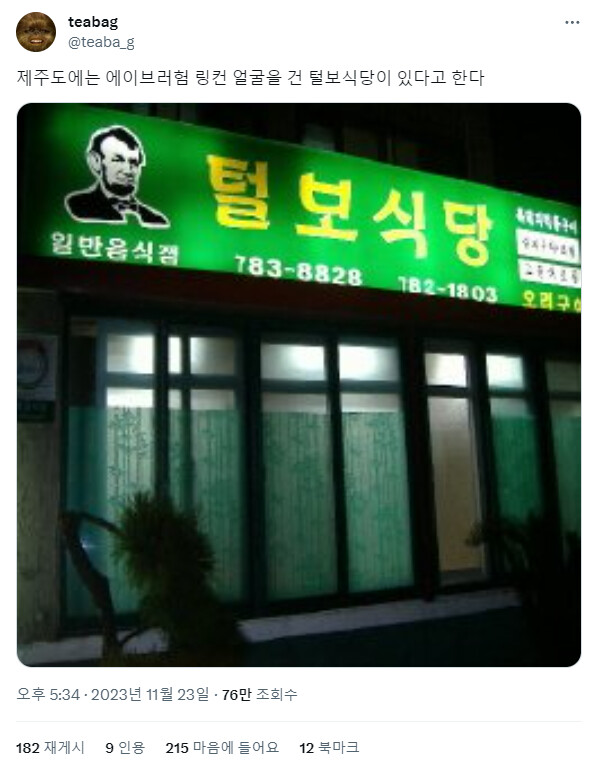 teabag
@teaba_g
제주도에는 에이브러험 링컨 얼굴을 건 털보식당이 있다고 한다
털보식당
일반음식점
783-8828
782-1803
오리구이
오후 5:34 · 2023년 11월 23일 · 76만 조회수
182 재게시 9 인용 215 마음에 들어요 12 북마크